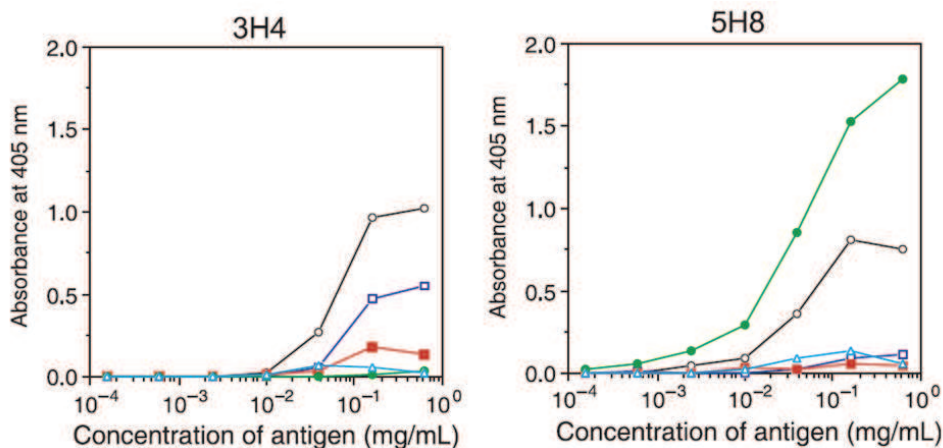 3H4
2.0
1.5
1.0
0.5
0.0
Absorbance at 405 nm
10⁻⁴ 10⁻³ 10⁻² 10⁻¹ 10⁰
Concentration of antigen (mg/mL)
5H8
2.0
1.5
1.0
0.5
0.0
Absorbance at 405 nm
10⁻⁴ 10⁻³ 10⁻² 10⁻¹ 10⁰
Concentration of antigen (mg/mL)